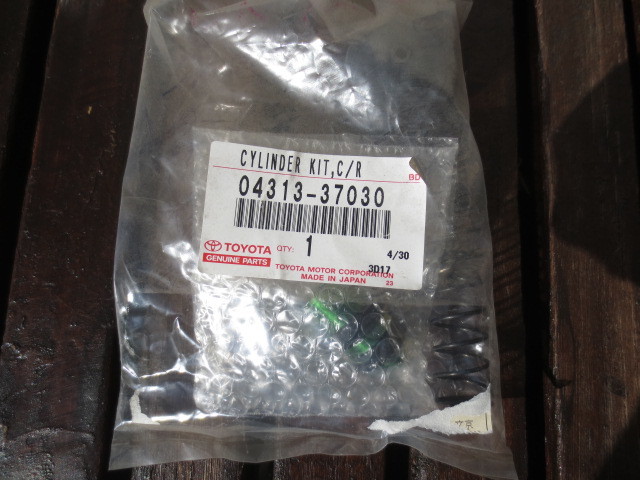 CYLINDER KIT,C/R
BD
04313-37030
TOYOTA QTY: 1 4/30
GENUINE PARTS
3D17
TOYOTA MOTOR CORPORATION
MADE IN JAPAN 23